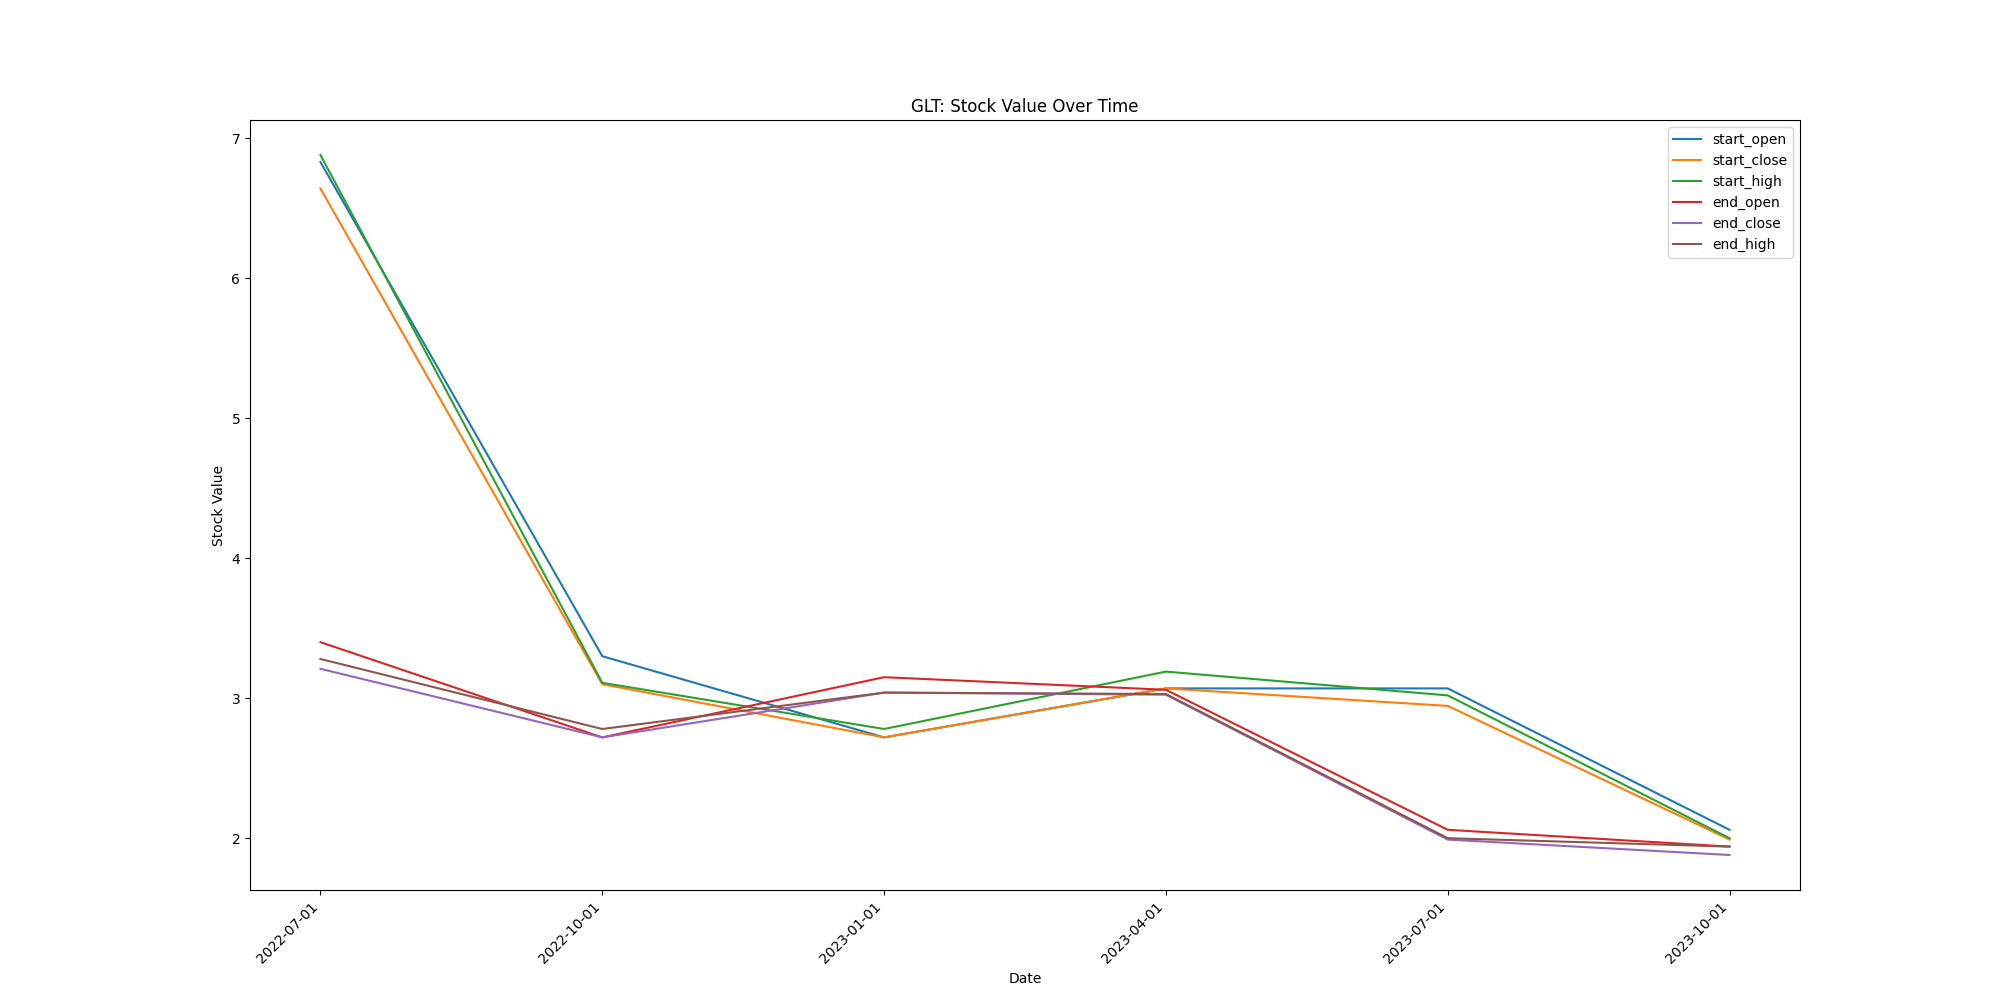 GLT: Stock Value Over Time
start_open
start_close
start_high
end_open
end_close
end_high
Stock Value
7
6
5
4
3
2
2022-07-01
2022-10-01
2023-01-01
2023-04-01
2023-07-01
2023-10-01
Date